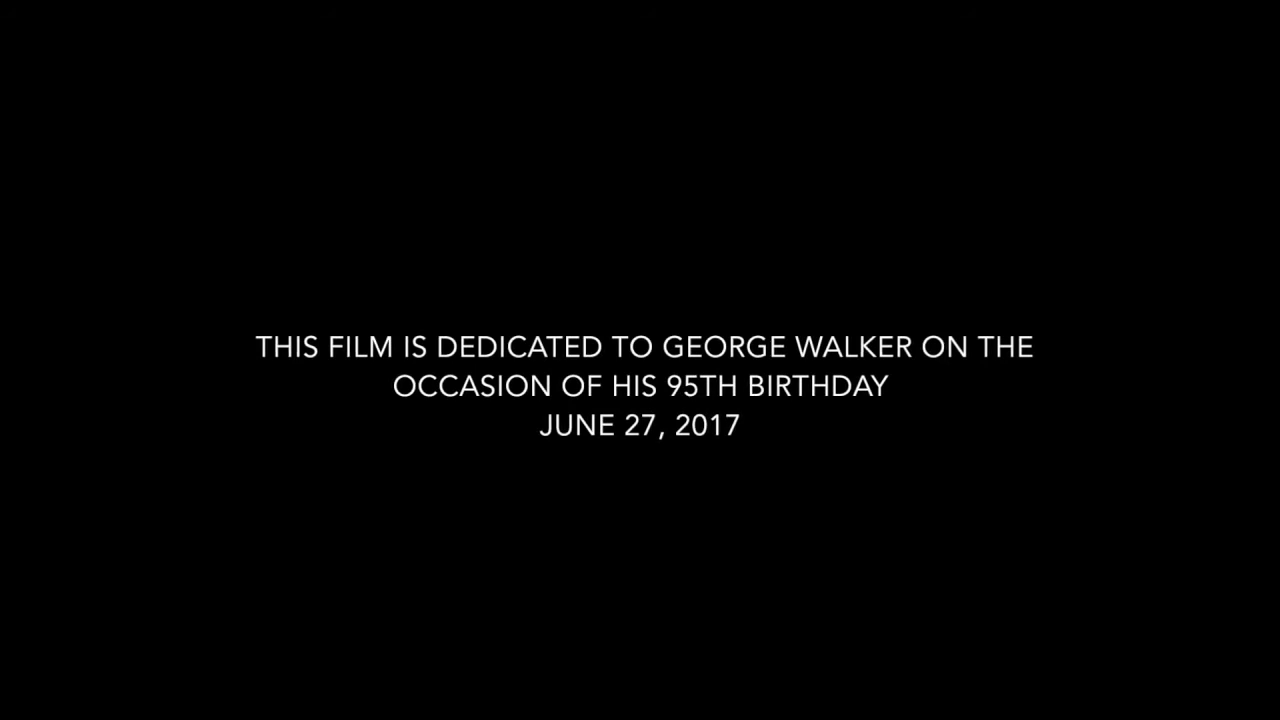 THIS FILM IS DEDICATED TO GEORGE WALKER ON THE
OCCASION OF HIS 95TH BIRTHDAY
JUNE 27, 2017